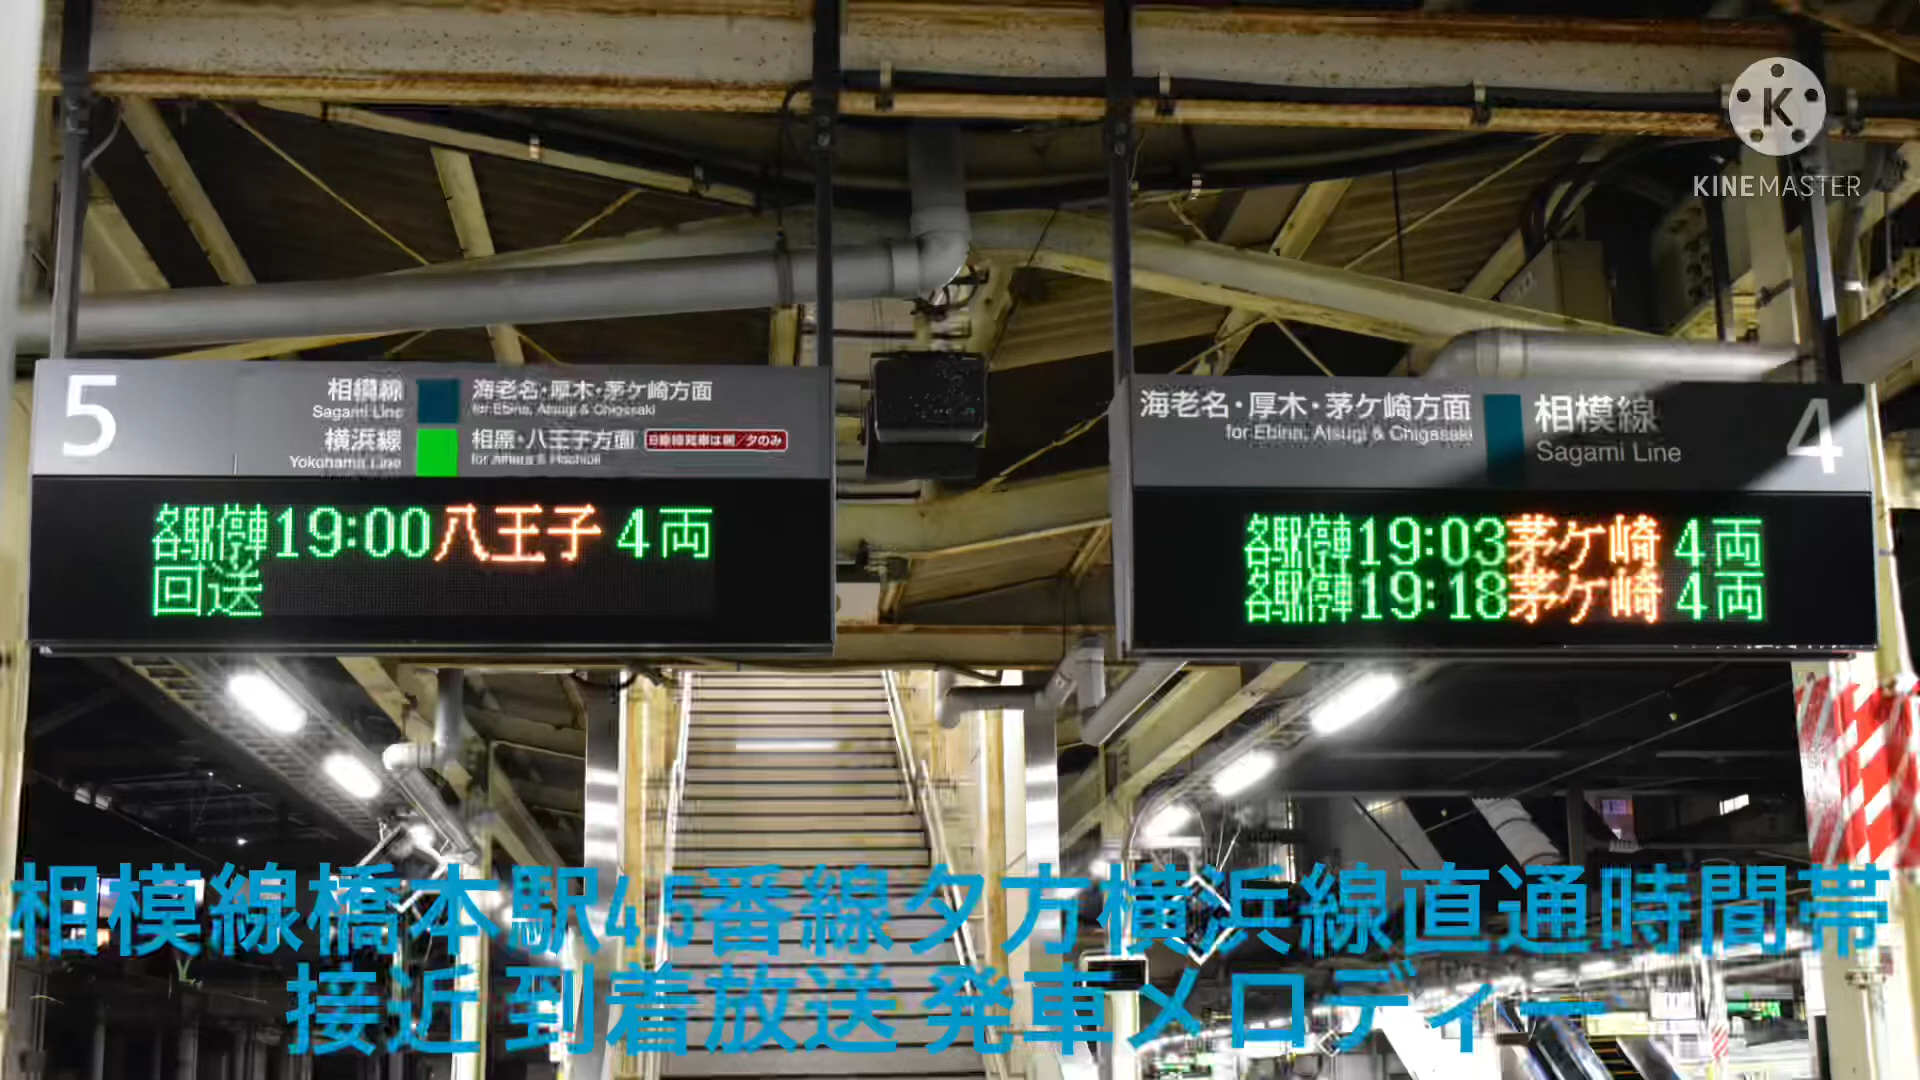 KINEMASTER
5
相模線 海老名・厚木・茅ケ崎方面
Sagami Line for Ebina, Atsugi & Chigasaki
横浜線 相原・八王子方面
Yokohama Line
各駅停車19:00八王子 4両
回送
海老名・厚木・茅ケ崎方面 相模線 4
for Ebina, Atsugi & Chigasaki Sagami Line
各駅停車19:03茅ケ崎 4両
各駅停車19:18茅ケ崎 4両
相模線橋本駅4.5番線夕方横浜線直通時間帯
接近 到着放送 発車メロディー